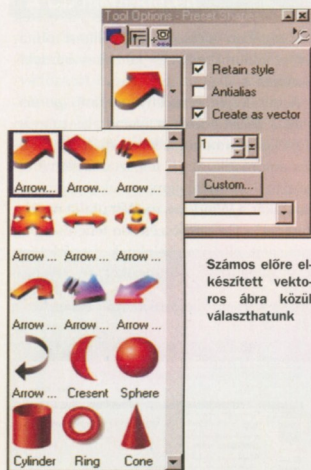 Tool Options - Preset Shapes
Retain style
Antialias
Create as vector
1
Custom...
Arrow... Arrow... Arrow ...
Arrow ... Arrow ... Arrow ...
Arrow ... Arrow ... Arrow ...
Arrow ... Cresent Sphere
Cylinder Ring Cone
Számos előre el-
készített vekto-
ros ábra közül
választhatunk